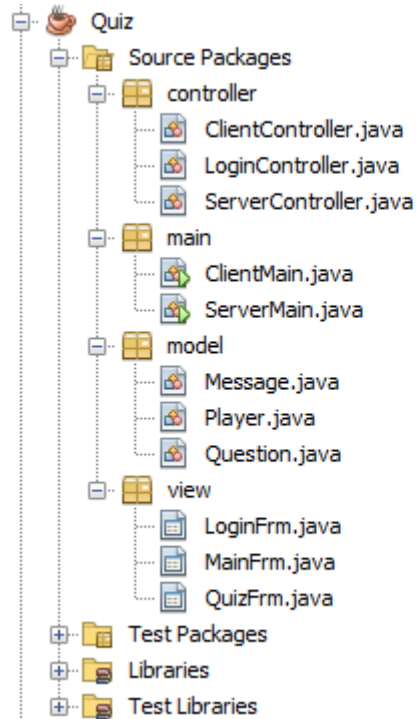 Quiz
Source Packages
controller
ClientController.java
LoginController.java
ServerController.java
main
ClientMain.java
ServerMain.java
model
Message.java
Player.java
Question.java
view
LoginFrm.java
MainFrm.java
QuizFrm.java
Test Packages
Libraries
Test Libraries